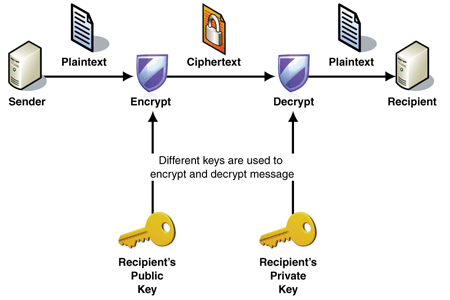 Plaintext
Ciphertext
Plaintext
Sender
Encrypt
Decrypt
Recipient
Different keys are used to
encrypt and decrypt message
Recipient's
Public
Key
Recipient's
Private
Key